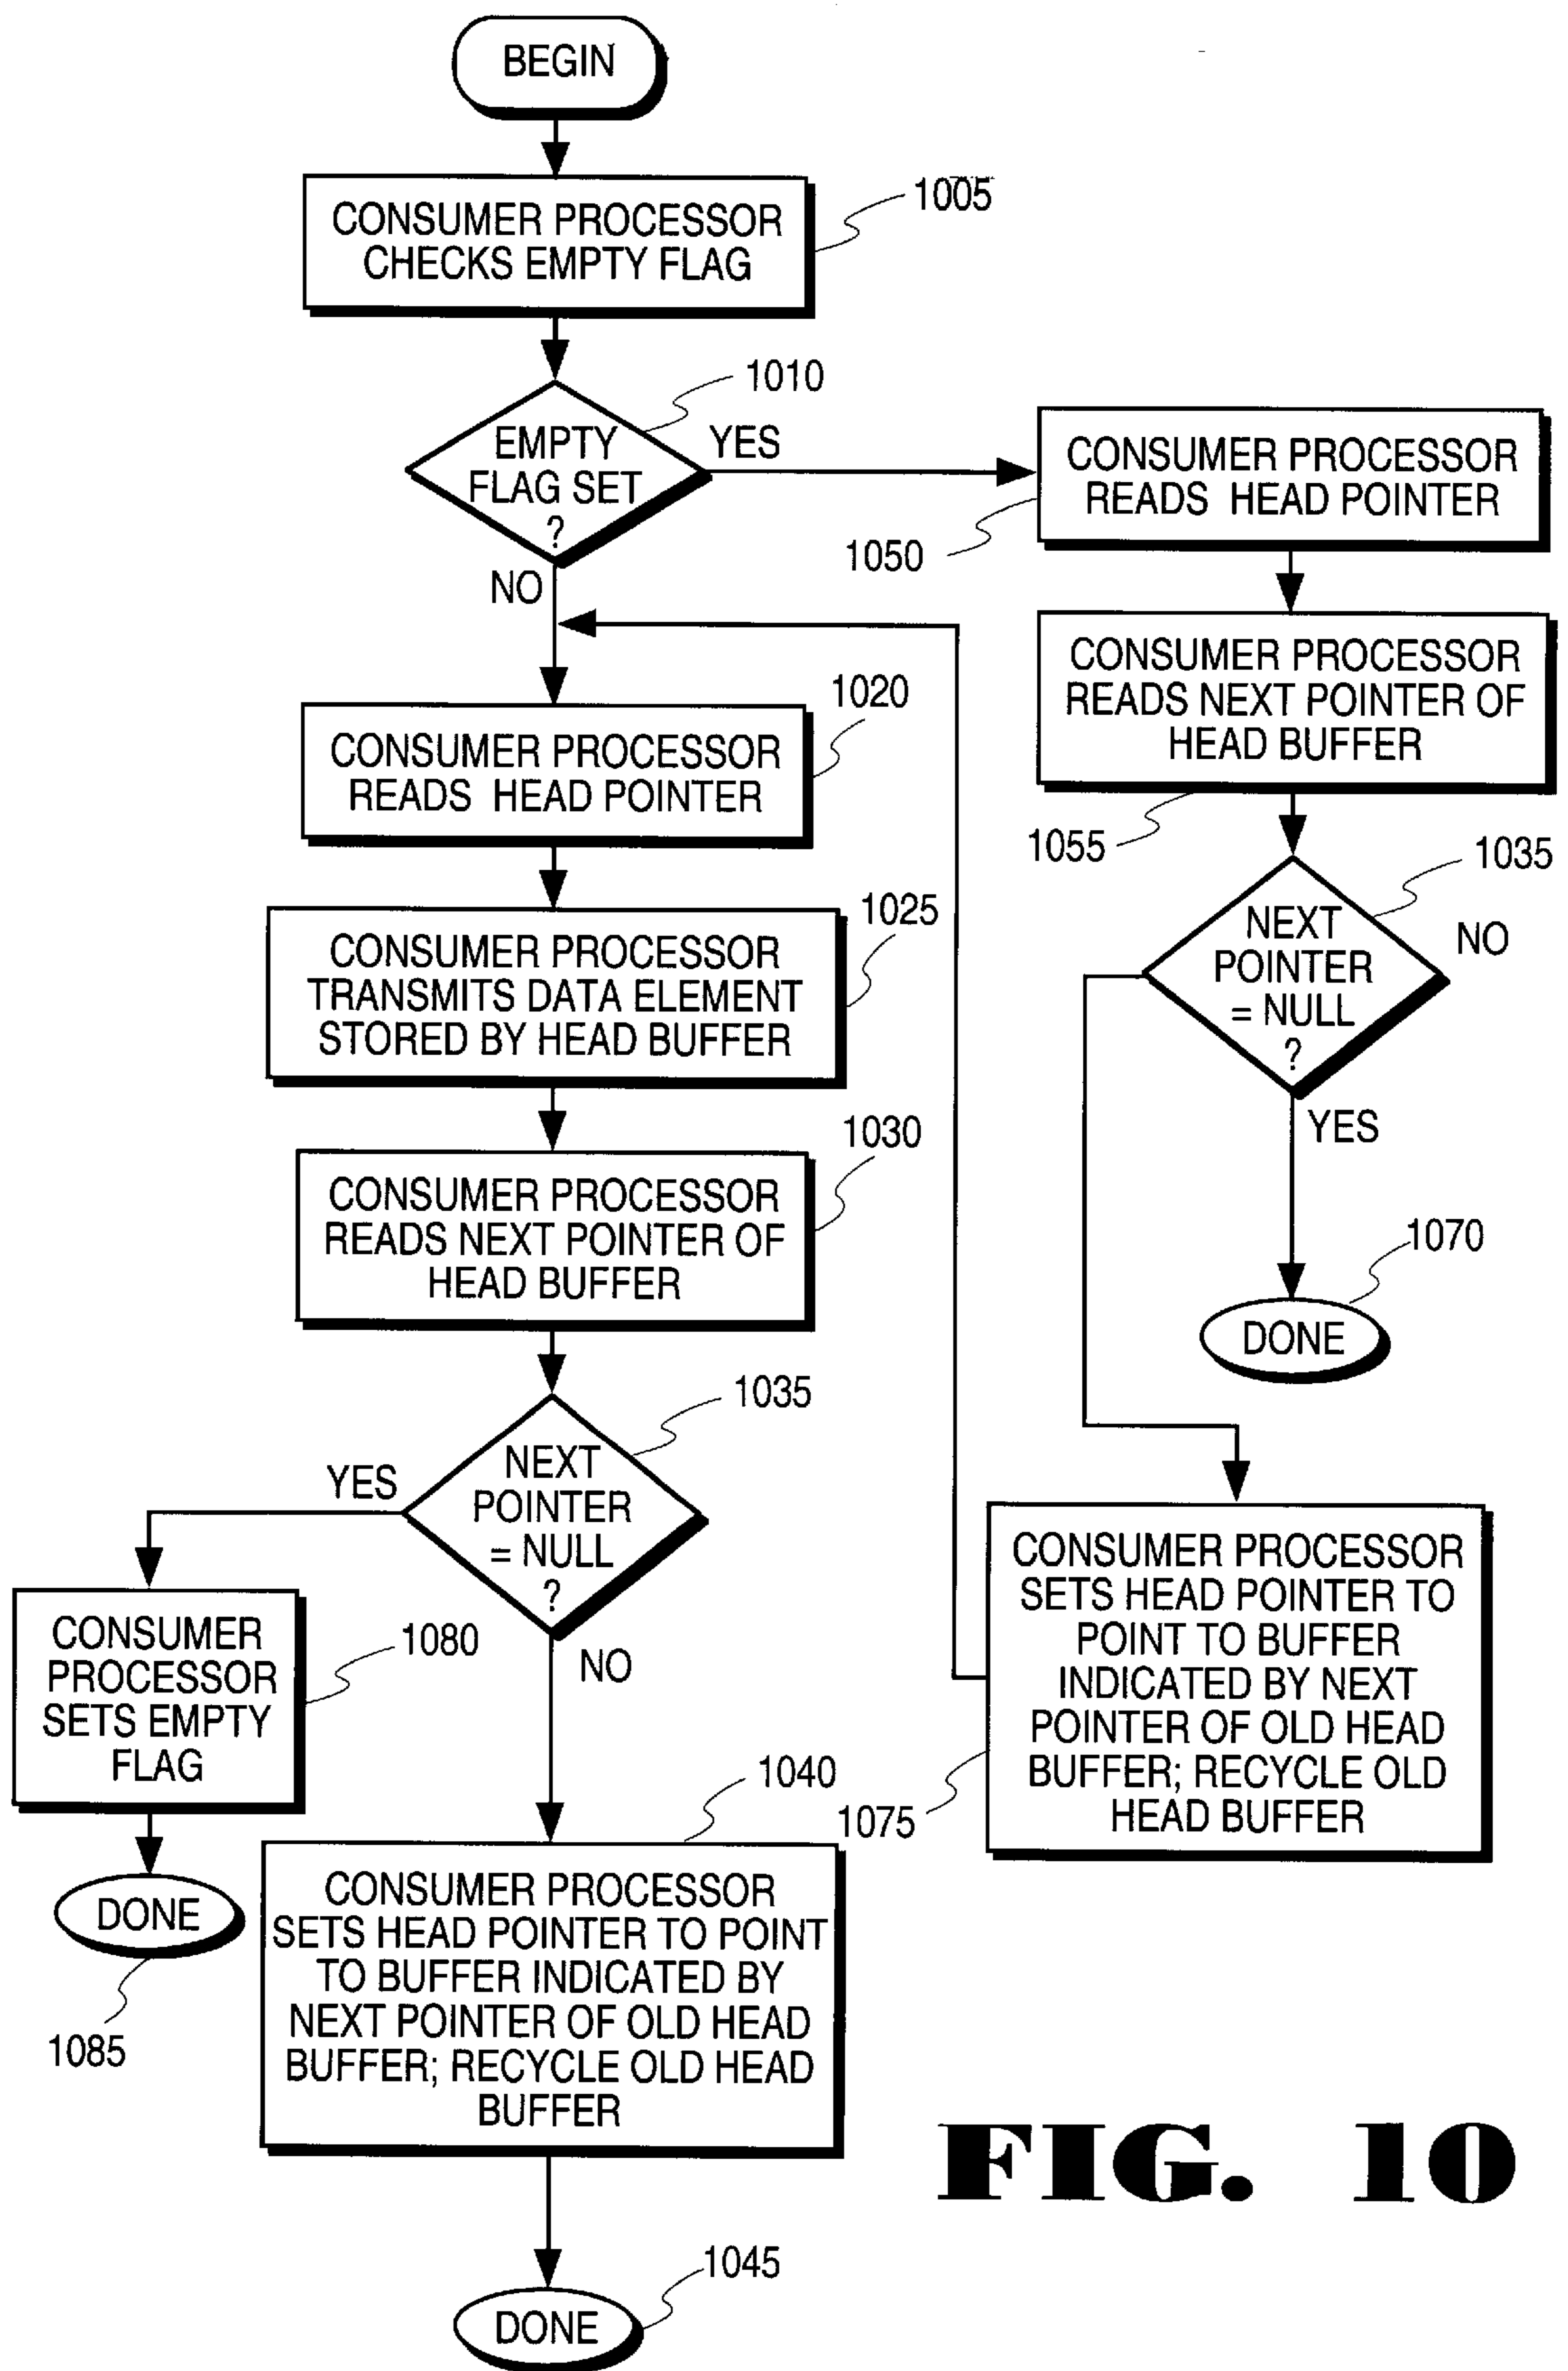 BEGIN
CONSUMER PROCESSOR
CHECKS EMPTY FLAG
1005
EMPTY
FLAG SET
?
1010
YES
NO
CONSUMER PROCESSOR
READS HEAD POINTER
1050
CONSUMER PROCESSOR
READS NEXT POINTER OF
HEAD BUFFER
1055
CONSUMER PROCESSOR
READS HEAD POINTER
1020
NEXT
POINTER
= NULL
?
1035
NO
YES
CONSUMER PROCESSOR
TRANSMITS DATA ELEMENT
STORED BY HEAD BUFFER
1025
CONSUMER PROCESSOR
READS NEXT POINTER OF
HEAD BUFFER
1030
DONE
1070
NEXT
POINTER
= NULL
?
1035
YES
NO
CONSUMER PROCESSOR
SETS HEAD POINTER TO
POINT TO BUFFER
INDICATED BY NEXT
POINTER OF OLD HEAD
BUFFER; RECYCLE OLD
HEAD BUFFER
1075
CONSUMER
PROCESSOR
SETS EMPTY
FLAG
1080
DONE
1085
CONSUMER PROCESSOR
SETS HEAD POINTER TO POINT
TO BUFFER INDICATED BY
NEXT POINTER OF OLD HEAD
BUFFER; RECYCLE OLD HEAD
BUFFER
1040
DONE
1045
FIG. 10